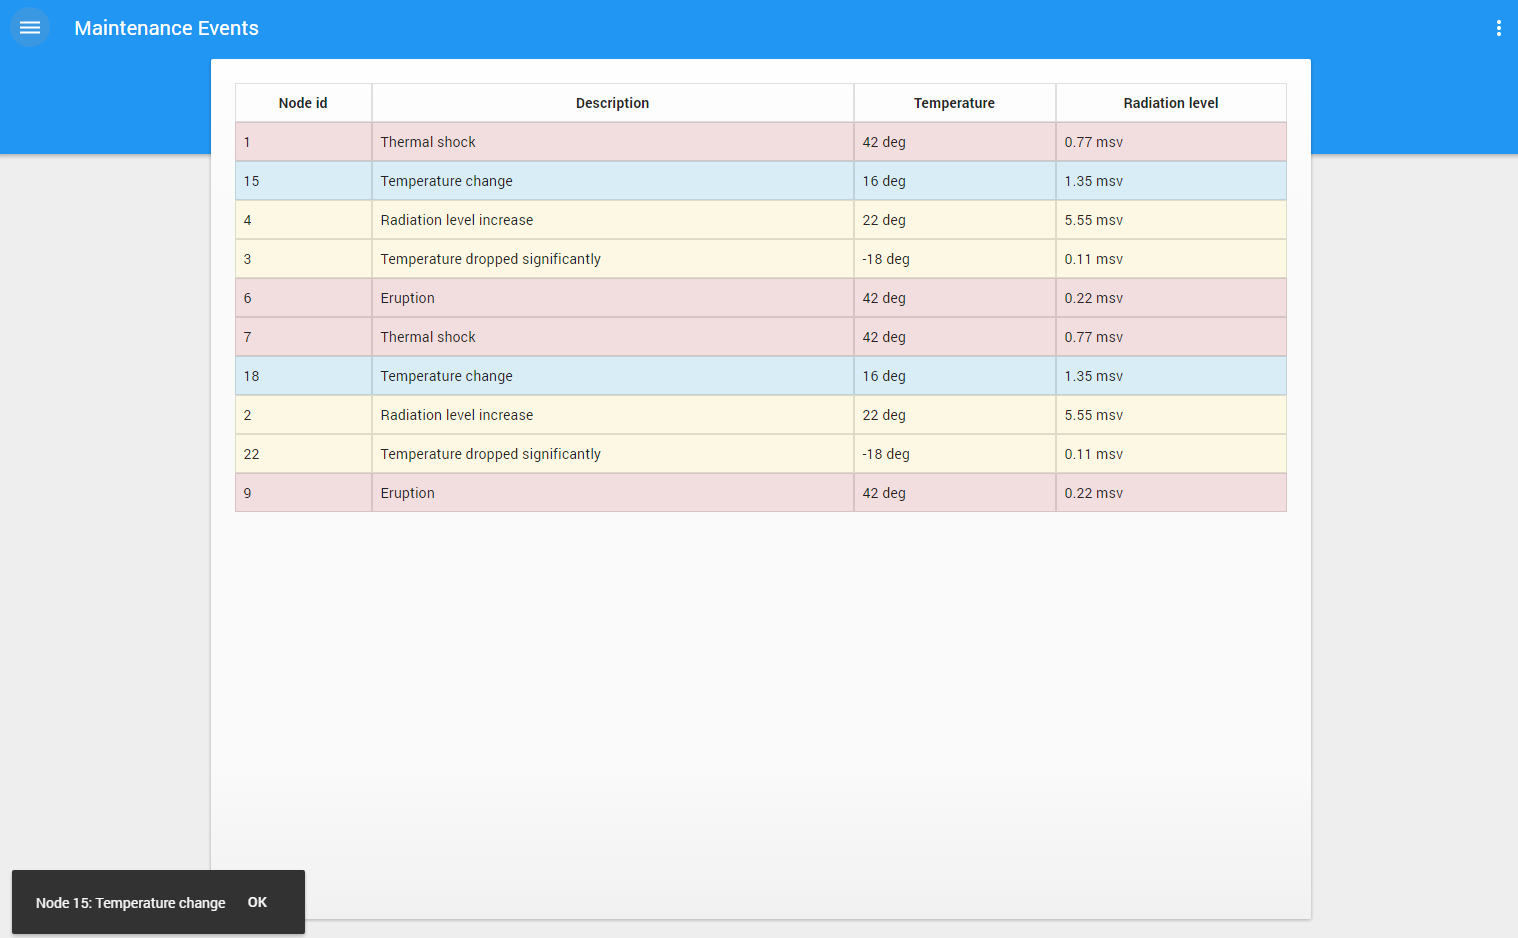 Maintenance Events
Node id Description Temperature Radiation level
1 Thermal shock 42 deg 0.77 msv
15 Temperature change 16 deg 1.35 msv
4 Radiation level increase 22 deg 5.55 msv
3 Temperature dropped significantly -18 deg 0.11 msv
6 Eruption 42 deg 0.22 msv
7 Thermal shock 42 deg 0.77 msv
18 Temperature change 16 deg 1.35 msv
2 Radiation level increase 22 deg 5.55 msv
22 Temperature dropped significantly -18 deg 0.11 msv
9 Eruption 42 deg 0.22 msv
Node 15: Temperature change OK